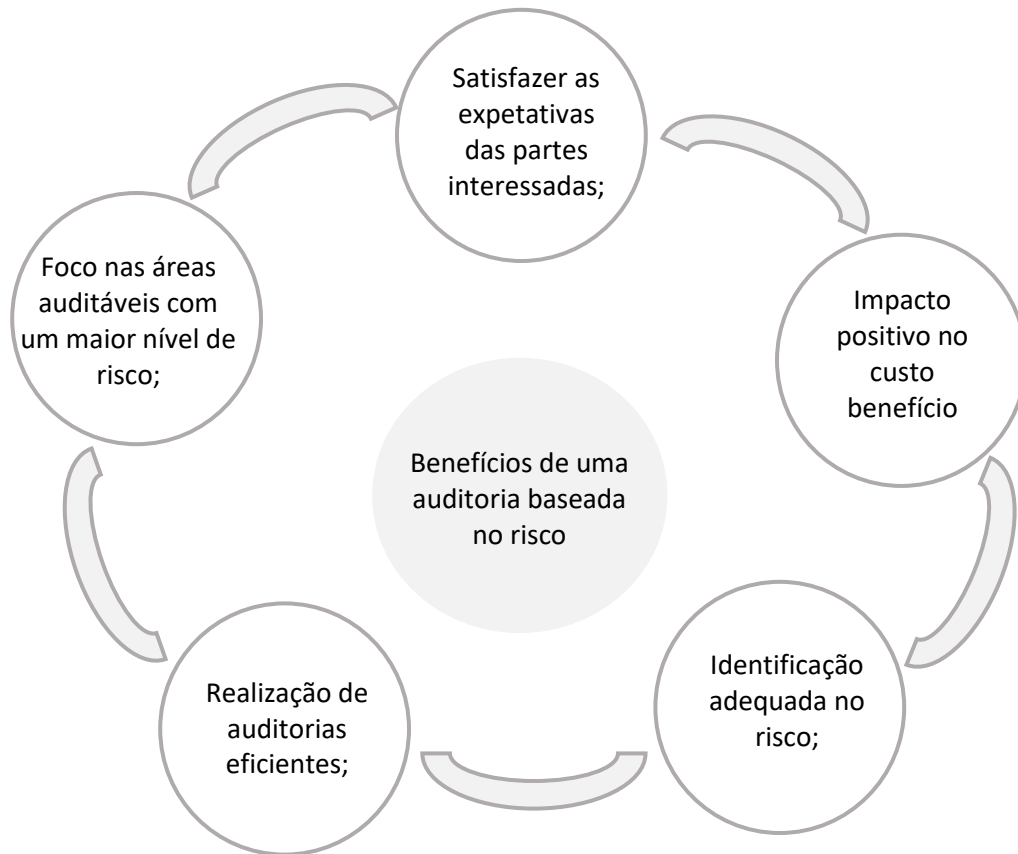 Satisfazer as
expetativas
das partes
interessadas;
Foco nas áreas
auditáveis com
um maior nível de
risco;
Impacto
positivo no
custo
benefício
Benefícios de uma
auditoria baseada
no risco
Realização de
auditorias
eficientes;
Identificação
adequada no
risco;